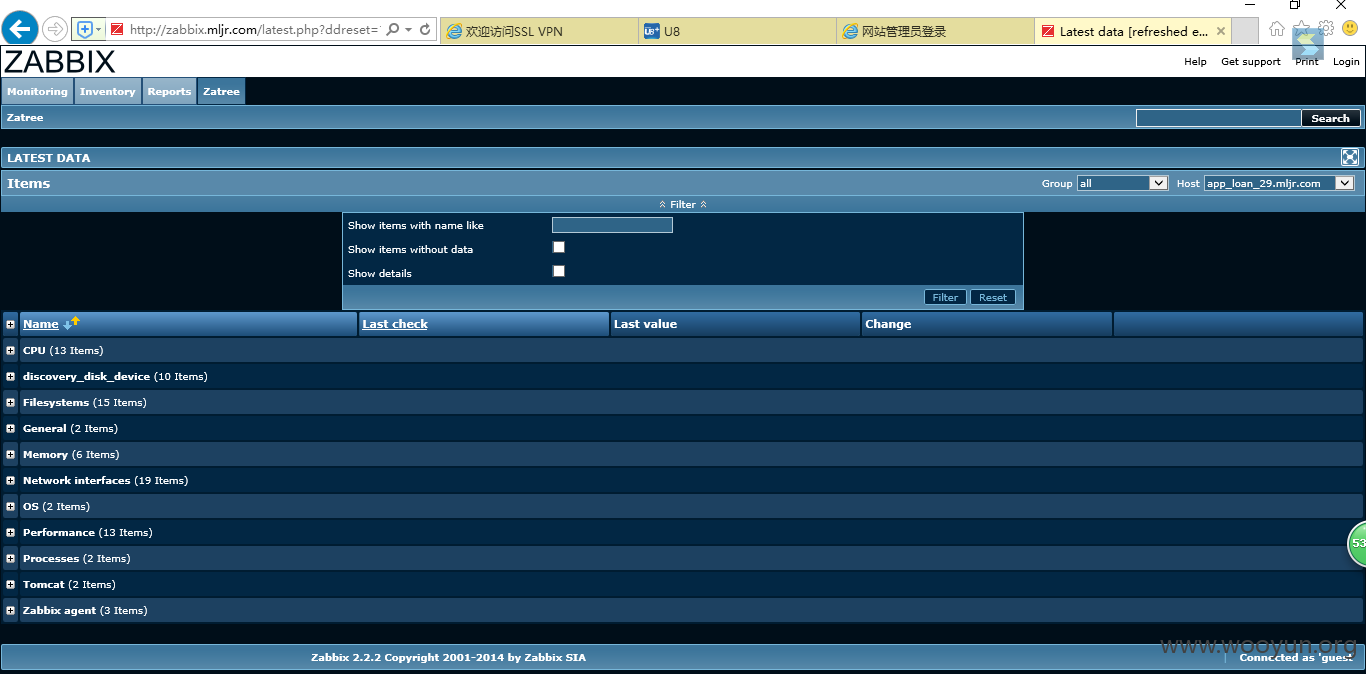 http://zabbix.mljr.com/latest.php?ddreset=
欢迎访问SSL VPN
U8
网站管理员登录
Latest data [refreshed e...
ZABBIX
Help Get support Print Login
Monitoring Inventory Reports Zatree
Zatree
Search
LATEST DATA
Items
Group all Host app_loan_29.mljr.com
Filter
Show items with name like
Show items without data
Show details
Filter Reset
Name Last check Last value Change
CPU (13 Items)
discovery_disk_device (10 Items)
Filesystems (15 Items)
General (2 Items)
Memory (6 Items)
Network interfaces (19 Items)
OS (2 Items)
Performance (13 Items)
53
Processes (2 Items)
Tomcat (2 Items)
Zabbix agent (3 Items)
www.wooyun.org
Zabbix 2.2.2 Copyright 2001-2014 by Zabbix SIA
Connected as 'guest'